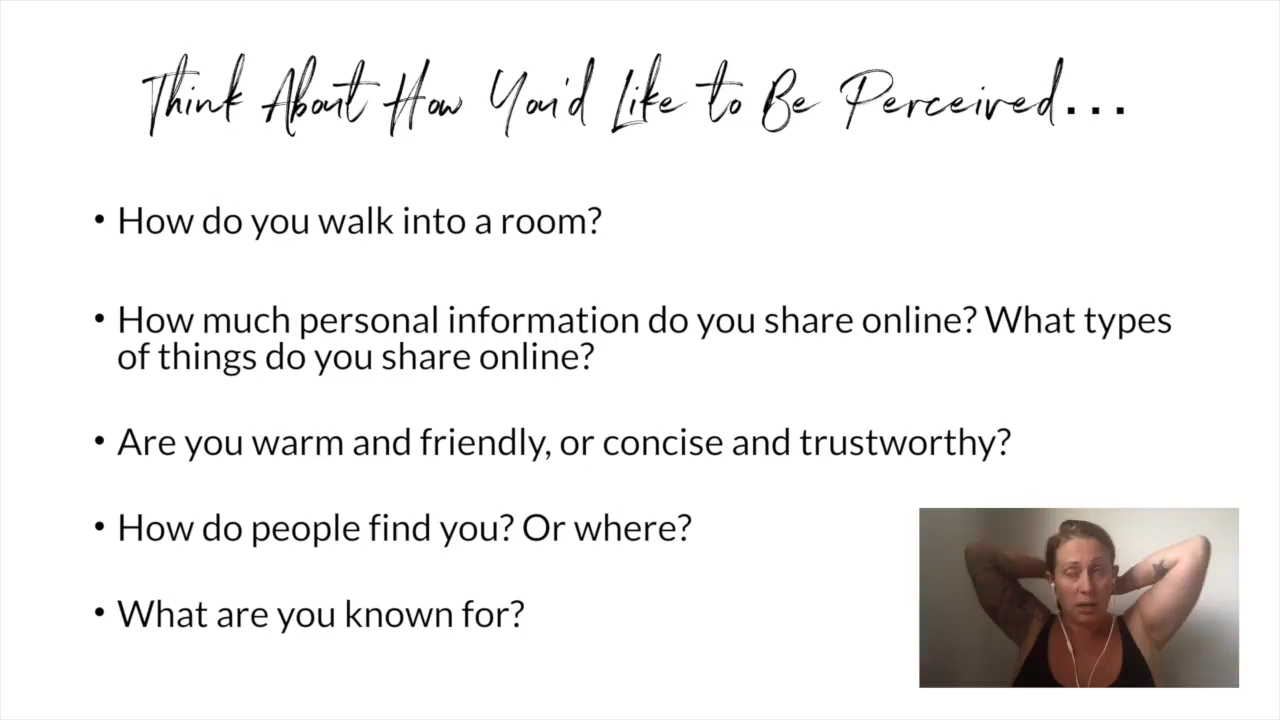 Think About How You'd Like to Be Perceived...
• How do you walk into a room?
• How much personal information do you share online? What types
of things do you share online?
• Are you warm and friendly, or concise and trustworthy?
• How do people find you? Or where?
• What are you known for?